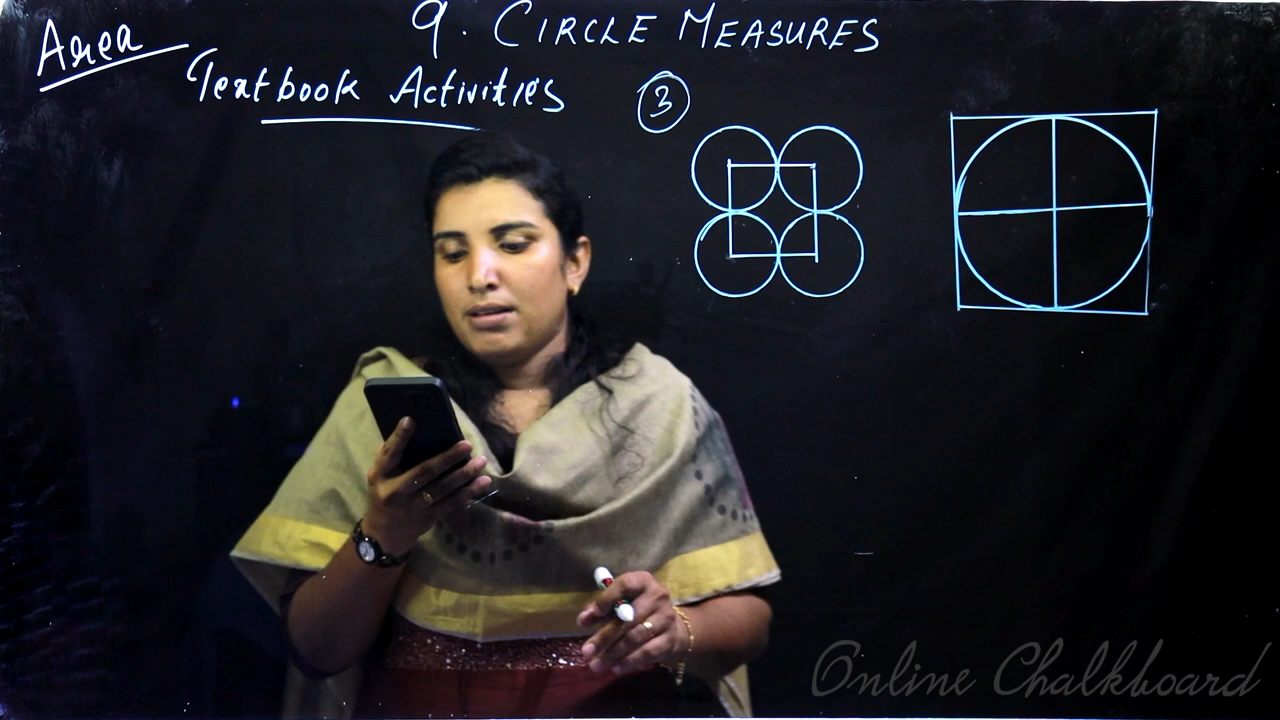 9. CIRCLE MEASURES
Area
Textbook Activities
3
Online Chalkboard